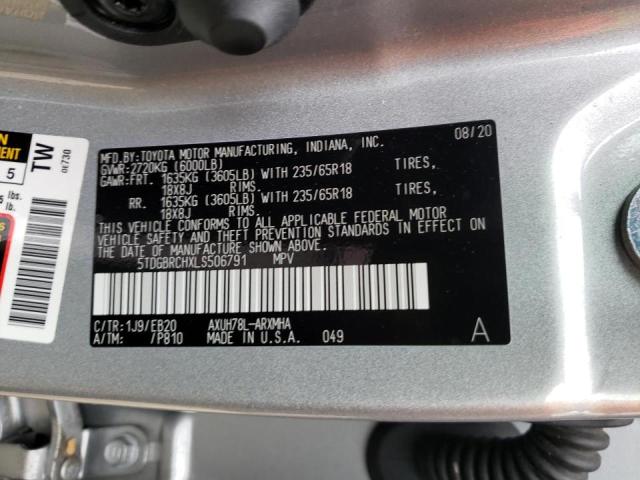 08/20
MFD.BY:TOYOTA MOTOR MANUFACTURING, INDIANA, INC.
GVWR:2720KG (6000LB)
GAWR:FRT. 1635KG (3605LB) WITH 235/65R18 TIRES,
18X8J RIMS.
RR. 1635KG (3605LB) WITH 235/65R18 TIRES,
18X8J RIMS.
THIS VEHICLE CONFORMS TO ALL APPLICABLE FEDERAL MOTOR
VEHICLE SAFETY AND THEFT PREVENTION STANDARDS IN EFFECT ON
THE DATE OF MANUFACTURE SHOWN ABOVE.
5TDGBRCHXLS506791 MPV
C/TR:1J9/EB20 AXUH78L-ARXMHA
A/TM: /P810 MADE IN U.S.A 049
A
TW
5
lbs.
lb.